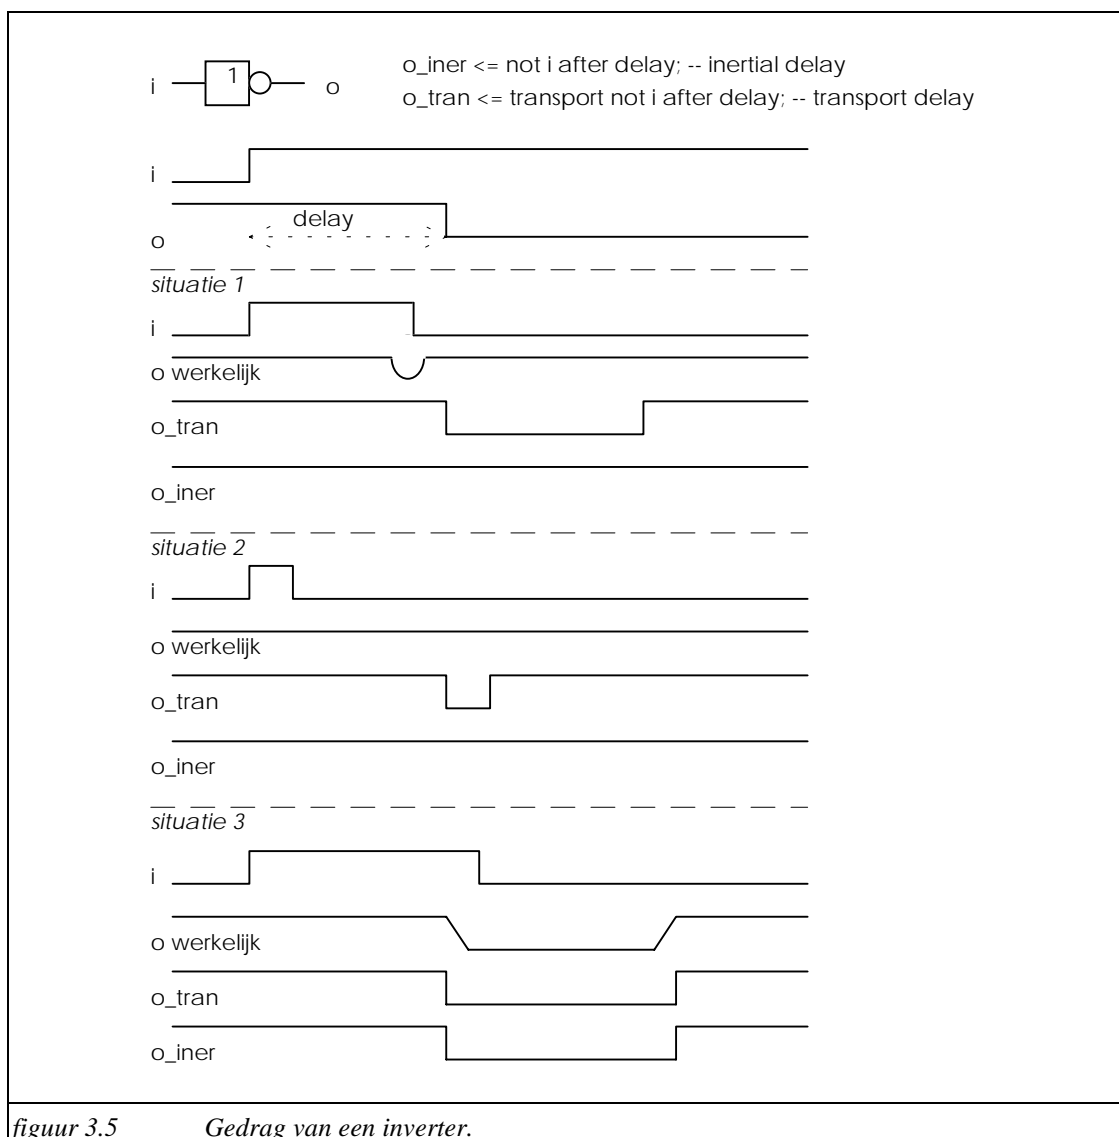 o_iner <= not i after delay; -- inertial delay
i 1 o
o_tran <= transport not i after delay; -- transport delay
i
delay
o
situatie 1
i
o werkelijk
o_tran
o_iner
situatie 2
i
o werkelijk
o_tran
o_iner
situatie 3
i
o werkelijk
o_tran
o_iner
figuur 3.5 Gedrag van een inverter.